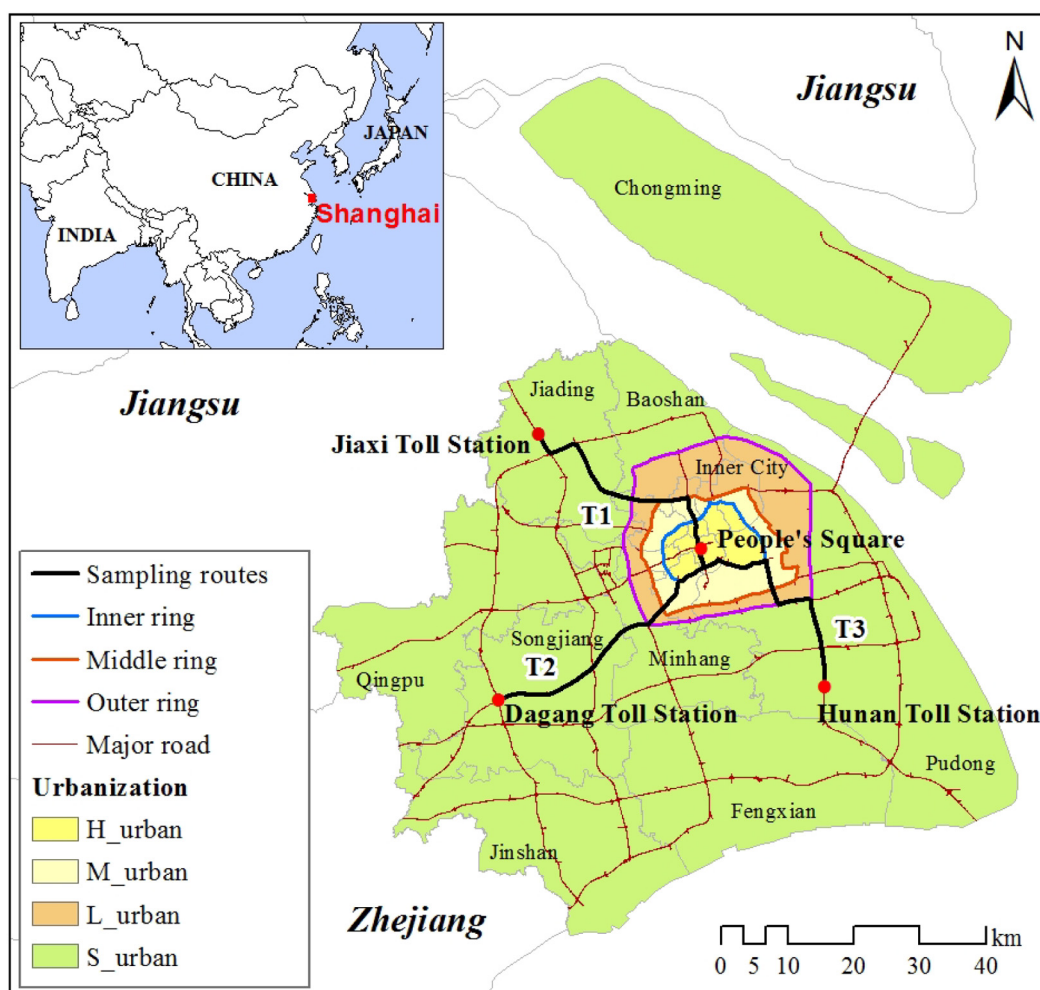 N
Jiangsu
JAPAN
CHINA
Shanghai
INDIA
Chongming
Jiangsu
Jiading
Baoshan
Jiaxi Toll Station
Inner City
T1
People's Square
Sampling routes
Inner ring
Middle ring
Outer ring
Major road
Urbanization
H_urban
M_urban
L_urban
S_urban
Songjiang
T2
Minhang
T3
Qingpu
Dagang Toll Station
Hunan Toll Station
Pudong
Fengxian
Jinshan
Zhejiang
km
0 5 10 20 30 40